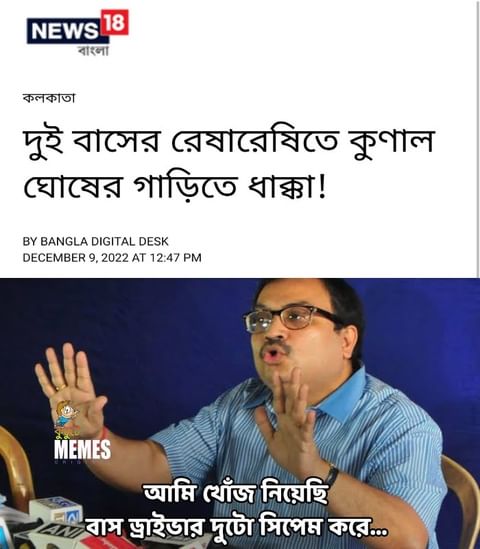 NEWS 18
বাংলা
কলকাতা
দুই বাসের রেষারেষিতে কুণাল
ঘোষের গাড়িতে ধাক্কা!
BY BANGLA DIGITAL DESK
DECEMBER 9, 2022 AT 12:47 PM
MEMES
ANI
আমি খোঁজ নিয়েছি
বাস ড্রাইভার দুটো সিপেম করে...